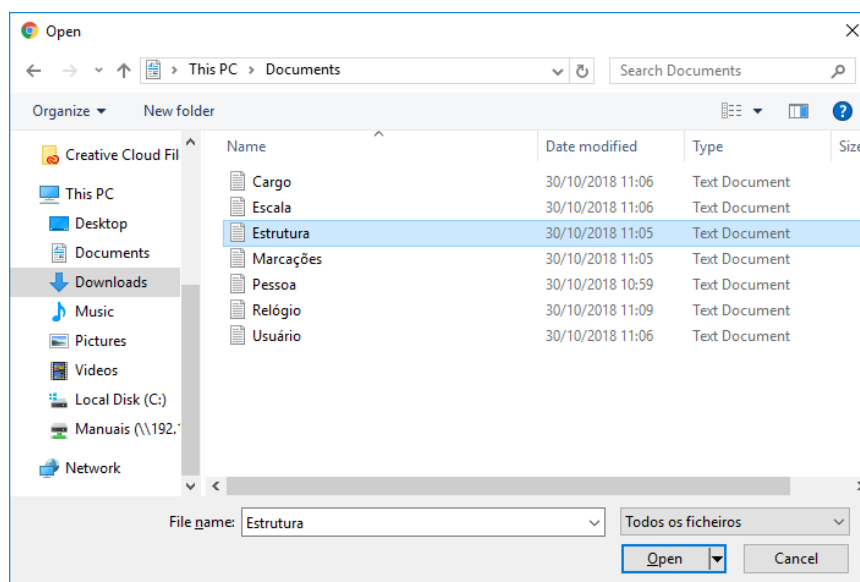 Open
This PC > Documents
Search Documents
Organize
New folder
Name
Date modified
Type
Size
Creative Cloud Fil
This PC
Desktop
Documents
Downloads
Music
Pictures
Videos
Local Disk (C:)
Manuais (\\192.1
Network
Cargo 30/10/2018 11:06 Text Document
Escala 30/10/2018 11:06 Text Document
Estrutura 30/10/2018 11:05 Text Document
Marcações 30/10/2018 11:05 Text Document
Pessoa 30/10/2018 10:59 Text Document
Relógio 30/10/2018 11:09 Text Document
Usuário 30/10/2018 11:06 Text Document
File name: Estrutura
Todos os ficheiros
Open
Cancel